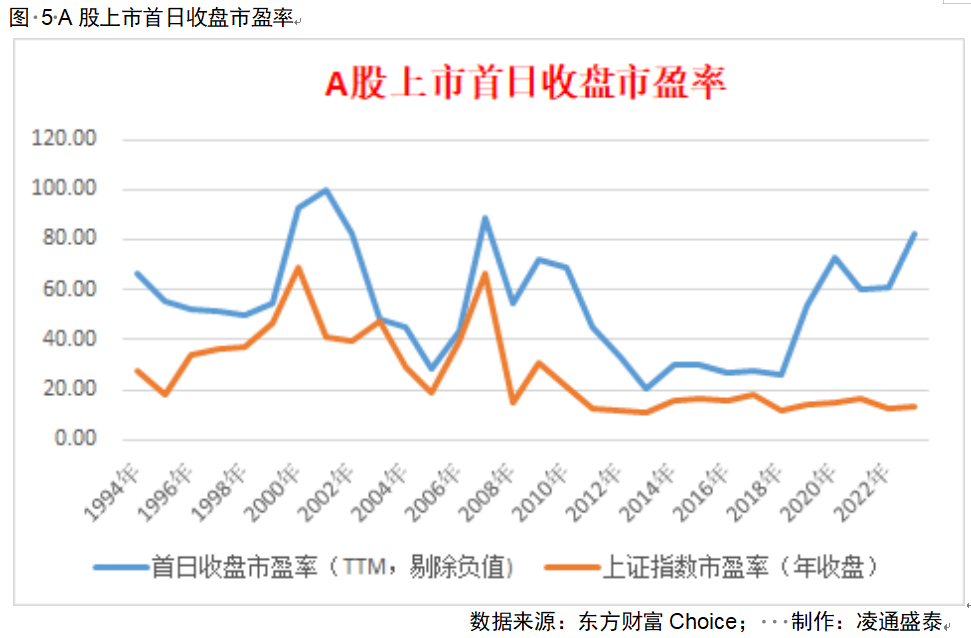 图·5·A 股上市首日收盘市盈率
A股上市首日收盘市盈率
120.00
100.00
80.00
60.00
40.00
20.00
0.00
1994年 1996年 1998年 2000年 2002年 2004年 2006年 2008年 2010年 2012年 2014年 2016年 2018年 2020年 2022年
首日收盘市盈率（TTM，剔除负值) 上证指数市盈率（年收盘）
数据来源：东方财富 Choice；···制作：凌通盛泰